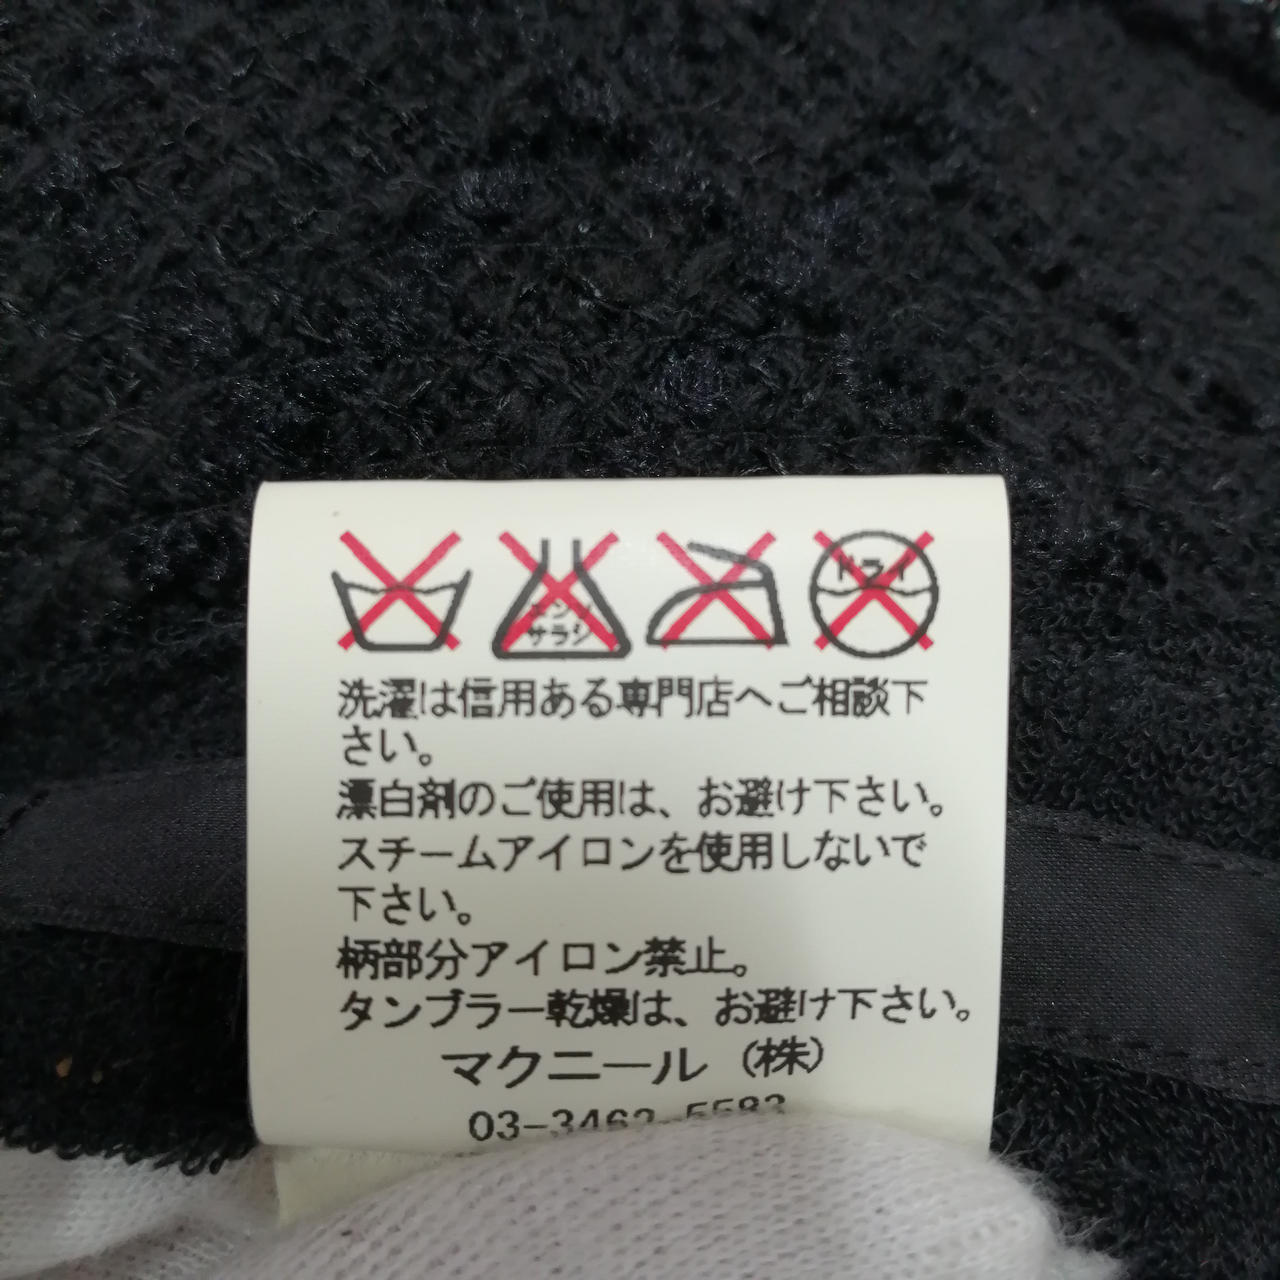 エンソ
サラシ
ドライ
洗濯は信用ある専門店へご相談下
さい。
漂白剤のご使用は、お避け下さい。
スチームアイロンを使用しないで
下さい。
柄部分アイロン禁止。
タンブラー乾燥は、お避け下さい。
マクニール（株）
03-3462-5583